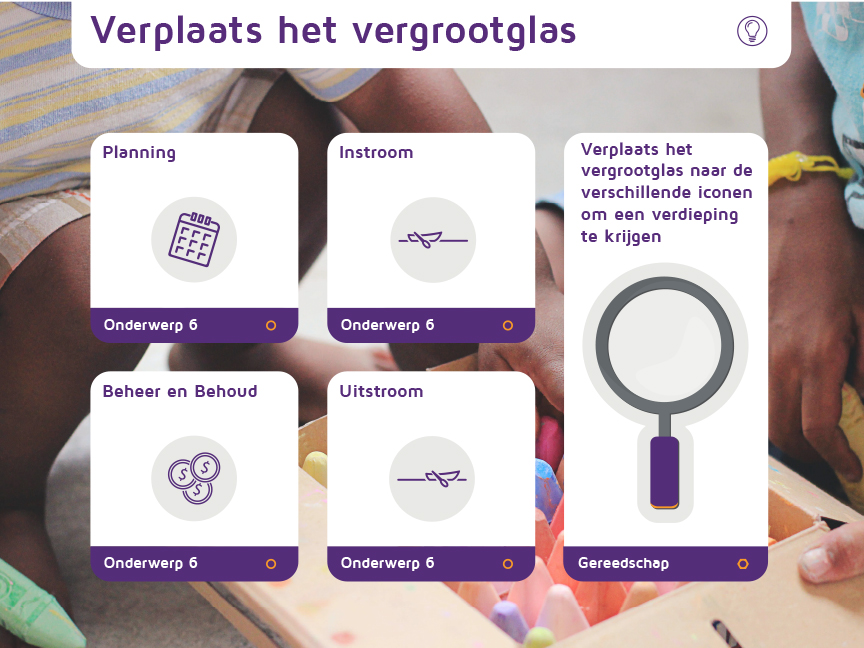 Verplaats het vergrootglas
Planning
Onderwerp 6
Instroom
Onderwerp 6
Verplaats het
vergrootglas naar de
verschillende iconen
om een verdieping
te krijgen
Gereedschap
Beheer en Behoud
$
$
$
Onderwerp 6
Uitstroom
Onderwerp 6